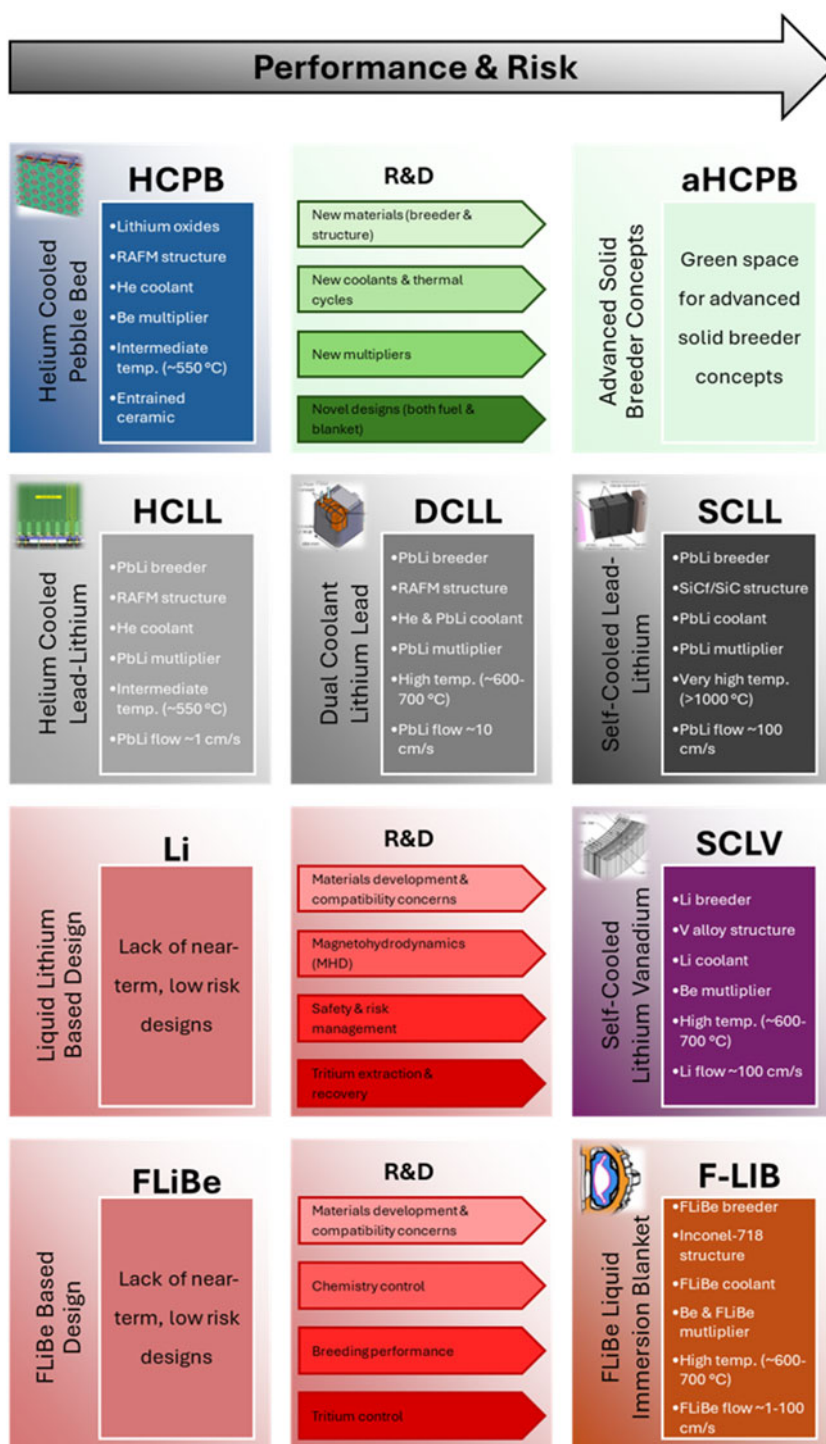 Performance & Risk
Helium Cooled
Pebble Bed
HCPB
•Lithium oxides
•RAFM structure
•He coolant
•Be multiplier
•Intermediate
temp. (~550 ºC)
•Entrained
ceramic
R&D
New materials (breeder &
structure)
New coolants & thermal
cycles
New multipliers
Novel designs (both fuel &
blanket)
Advanced Solid
Breeder Concepts
aHCPB
Green space
for advanced
solid breeder
concepts
Helium Cooled
Lead-Lithium
HCLL
•PbLi breeder
•RAFM structure
•He coolant
•PbLi mutliplier
•Intermediate
temp. (~550 ºC)
•PbLi flow ~1 cm/s
Dual Coolant
Lithium Lead
DCLL
•PbLi breeder
•RAFM structure
•He & PbLi coolant
•PbLi mutliplier
•High temp. (~600-
700 ºC)
•PbLi flow ~10
cm/s
Self-Cooled Lead-
Lithium
SCLL
•PbLi breeder
•SiCf/SiC structure
•PbLi coolant
•PbLi mutliplier
•Very high temp.
(>1000 ºC)
•PbLi flow ~100
cm/s
Liquid Lithium
Based Design
Li
Lack of near-
term, low risk
designs
R&D
Materials development &
compatibility concerns
Magnetohydrodynamics
(MHD)
Safety & risk
management
Tritium extraction &
recovery
Self-Cooled
Lithium Vanadium
SCLV
•Li breeder
•V alloy structure
•Li coolant
•Be mutliplier
•High temp. (~600-
700 ºC)
•Li flow ~100 cm/s
FLiBe Based
Design
FLiBe
Lack of near-
term, low risk
designs
R&D
Materials development &
compatibility concerns
Chemistry control
Breeding performance
Tritium control
FLiBe Liquid
Immersion Blanket
F-LIB
•FLiBe breeder
•Inconel-718
structure
•FLiBe coolant
•Be & FLiBe
mutliplier
•High temp. (~600-
700 ºC)
•FLiBe flow ~1-100
cm/s